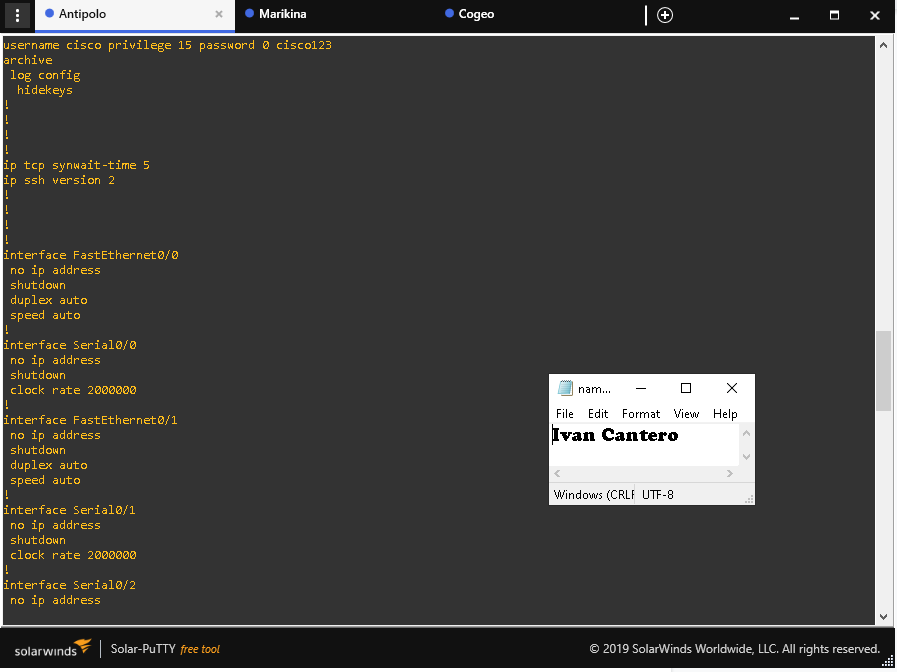 Antipolo
Marikina
Cogeo
username cisco privilege 15 password 0 cisco123
archive
 log config
  hidekeys
!
!
!
!
ip tcp synwait-time 5
ip ssh version 2
!
!
!
!
interface FastEthernet0/0
 no ip address
 shutdown
 duplex auto
 speed auto
!
interface Serial0/0
 no ip address
 shutdown
 clock rate 2000000
!
interface FastEthernet0/1
 no ip address
 shutdown
 duplex auto
 speed auto
!
interface Serial0/1
 no ip address
 shutdown
 clock rate 2000000
!
interface Serial0/2
 no ip address
nam...
File Edit Format View Help
Ivan Cantero
Windows (CRLF UTF-8
solarwinds Solar-PuTTY free tool
© 2019 SolarWinds Worldwide, LLC. All rights reserved.